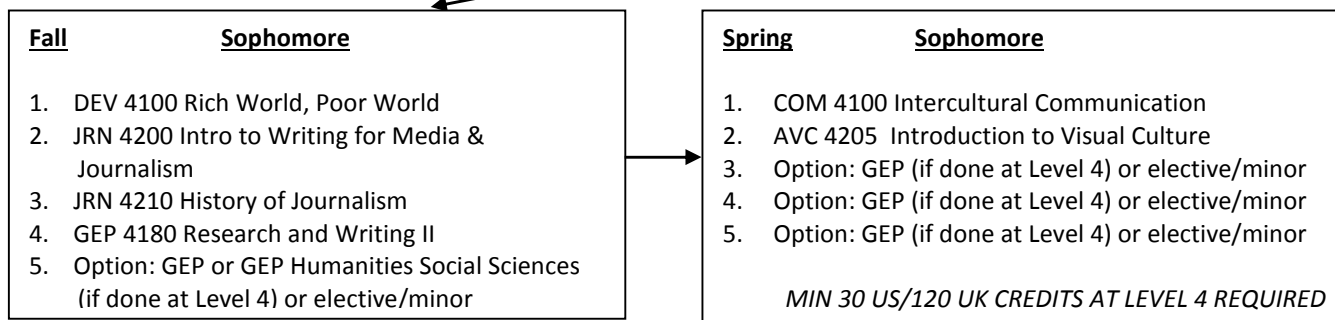 Fall Sophomore
1. DEV 4100 Rich World, Poor World
2. JRN 4200 Intro to Writing for Media &
Journalism
3. JRN 4210 History of Journalism
4. GEP 4180 Research and Writing II
5. Option: GEP or GEP Humanities Social Sciences
(if done at Level 4) or elective/minor
Spring Sophomore
1. COM 4100 Intercultural Communication
2. AVC 4205 Introduction to Visual Culture
3. Option: GEP (if done at Level 4) or elective/minor
4. Option: GEP (if done at Level 4) or elective/minor
5. Option: GEP (if done at Level 4) or elective/minor
MIN 30 US/120 UK CREDITS AT LEVEL 4 REQUIRED